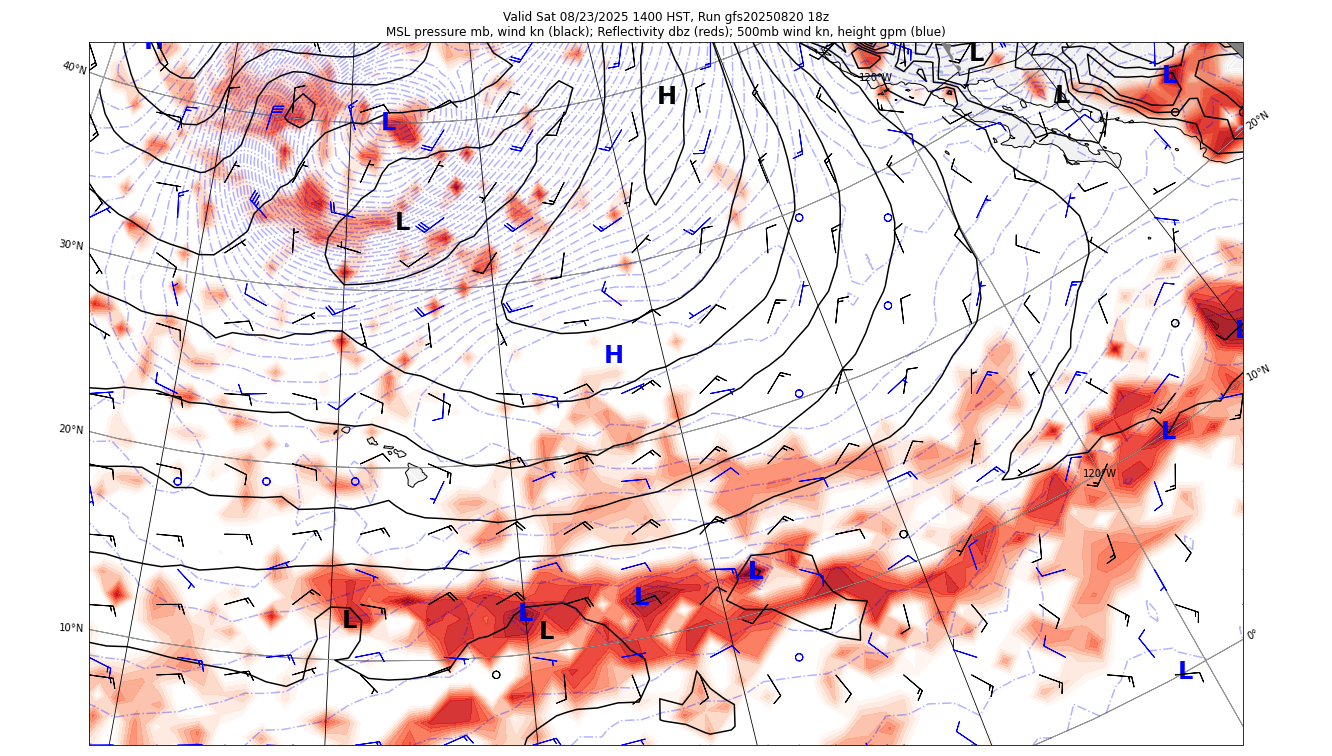 Valid Sat 08/23/2025 1400 HST, Run gfs20250820 18z
MSL pressure mb, wind kn (black); Reflectivity dbz (reds); 500mb wind kn, height gpm (blue)
H
L
L
40°N
120°W
H
L
L
20°N
L
30°N
L
H
10°N
20°N
L
120°W
L
L
L
L
10°N
L
0°
L